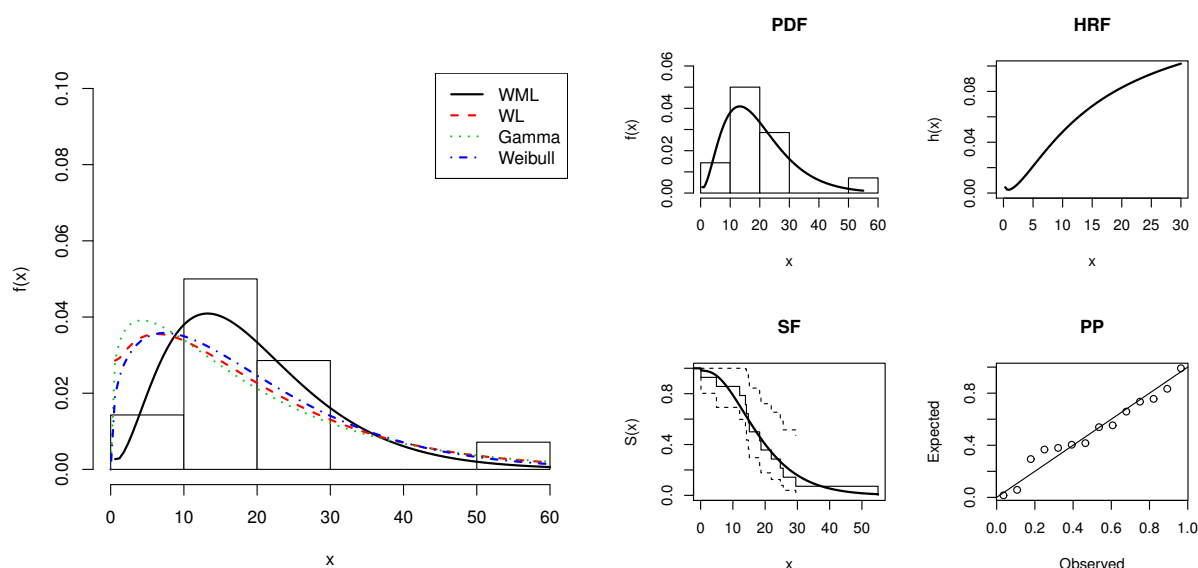 f(x)
0.00
0.02
0.04
0.06
0.08
0.10
0
10
20
30
40
50
60
x
WML
WL
Gamma
Weibull
PDF
f(x)
0.00
0.02
0.04
0.06
0
10
20
30
40
50
60
x
HRF
h(x)
0.00
0.04
0.08
0
5
10
15
20
25
30
x
SF
S(x)
0.0
0.4
0.8
0
10
20
30
40
50
x
PP
Expected
0.0
0.4
0.8
0.0
0.2
0.4
0.6
0.8
1.0
Observed